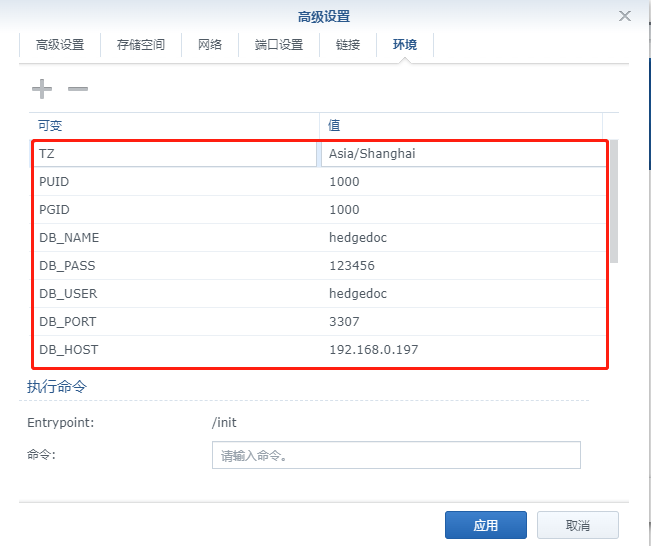 高级设置
高级设置 存储空间 网络 端口设置 链接 环境
可变 值
TZ Asia/Shanghai
PUID 1000
PGID 1000
DB_NAME hedgedoc
DB_PASS 123456
DB_USER hedgedoc
DB_PORT 3307
DB_HOST 192.168.0.197
执行命令
Entrypoint: /init
命令: 请输入命令。
应用 取消